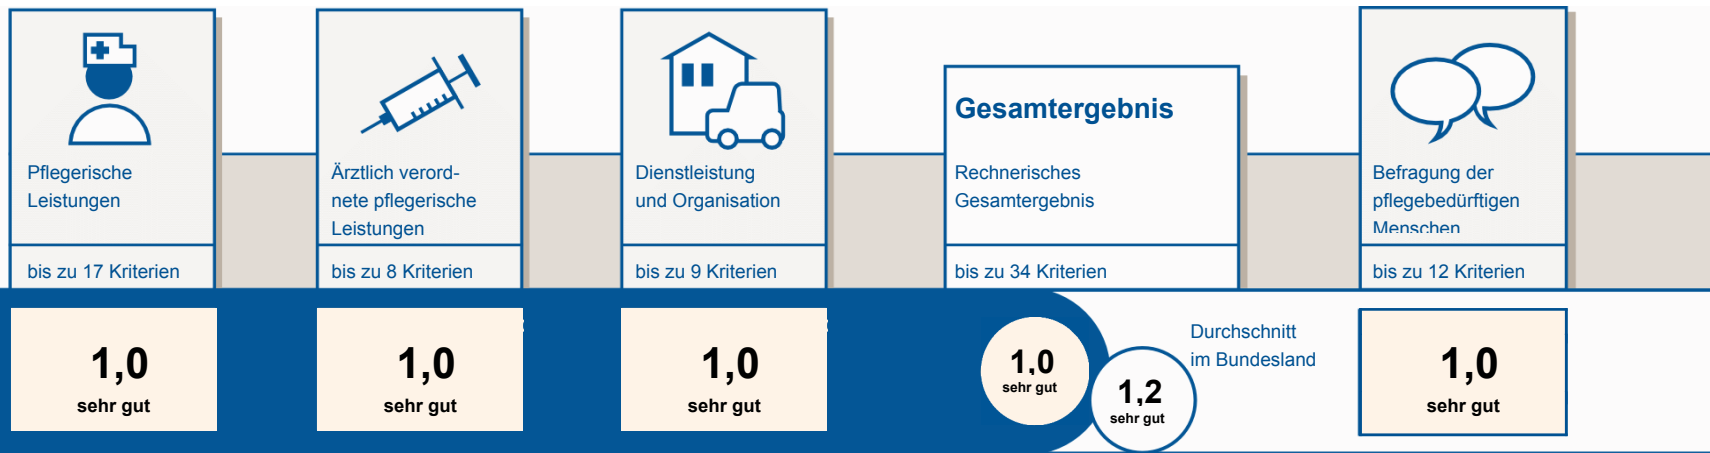 Pflegerische
Leistungen
bis zu 17 Kriterien
1,0
sehr gut
Ärztlich verord-
nete pflegerische
Leistungen
bis zu 8 Kriterien
1,0
sehr gut
Dienstleistung
und Organisation
bis zu 9 Kriterien
1,0
sehr gut
Gesamtergebnis
Rechnerisches
Gesamtergebnis
bis zu 34 Kriterien
1,0
sehr gut
1,2
sehr gut
Durchschnitt
im Bundesland
Befragung der
pflegebedürftigen
Menschen
bis zu 12 Kriterien
1,0
sehr gut